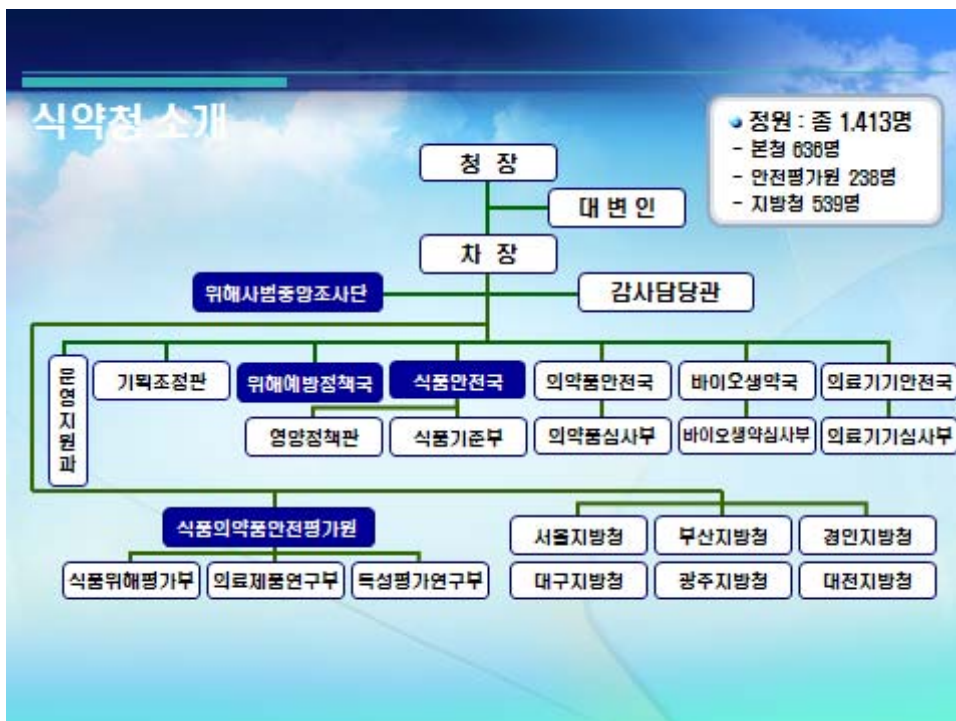 식약청 소개
정원 : 총 1,413명
- 본청 636명
- 안전평가원 238명
- 지방청 539명
청 장
대 변 인
차 장
위해사범중앙조사단
감사담당관
운영지원과
기획조정관
위해예방정책국
식품안전국
의약품안전국
바이오생약국
의료기기안전국
영양정책관
식품기준부
의약품심사부
바이오생약심사부
의료기기심사부
식품의약품안전평가원
서울지방청
부산지방청
경인지방청
식품위해평가부
의료제품연구부
독성평가연구부
대구지방청
광주지방청
대전지방청